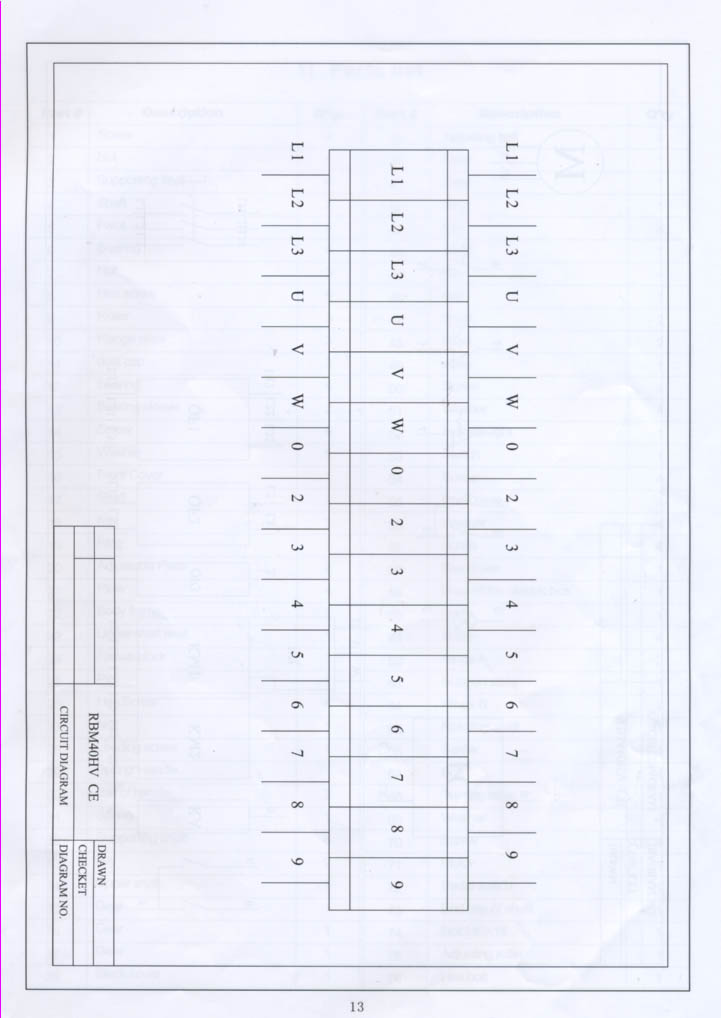 L1 L2 L3 U V W 0 2 3 4 5 6 7 8 9
L1 L2 L3 U V W 0 2 3 4 5 6 7 8 9
L1 L2 L3 U V W 0 2 3 4 5 6 7 8 9
RBM40HV CE
CIRCUIT DIAGRAM
DRAWN
CHECKET
DIAGRAM NO.
13